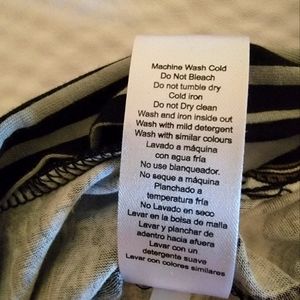 Machine Wash Cold
Do Not Bleach
Do not tumble dry
Cold iron
Do not Dry clean
Wash and iron inside out
Wash with mild detergent
Wash with similar colours
Lavado a máquina
con agua fría
No use blanqueador.
No seque a máquina
Planchado a
temperatura fría
No Lavado en seco
Lavar en la bolsa de malla
Lavar y planchar de
adentro hacia afuera
Lavar con un
detergente suave
Lavar con colores similares